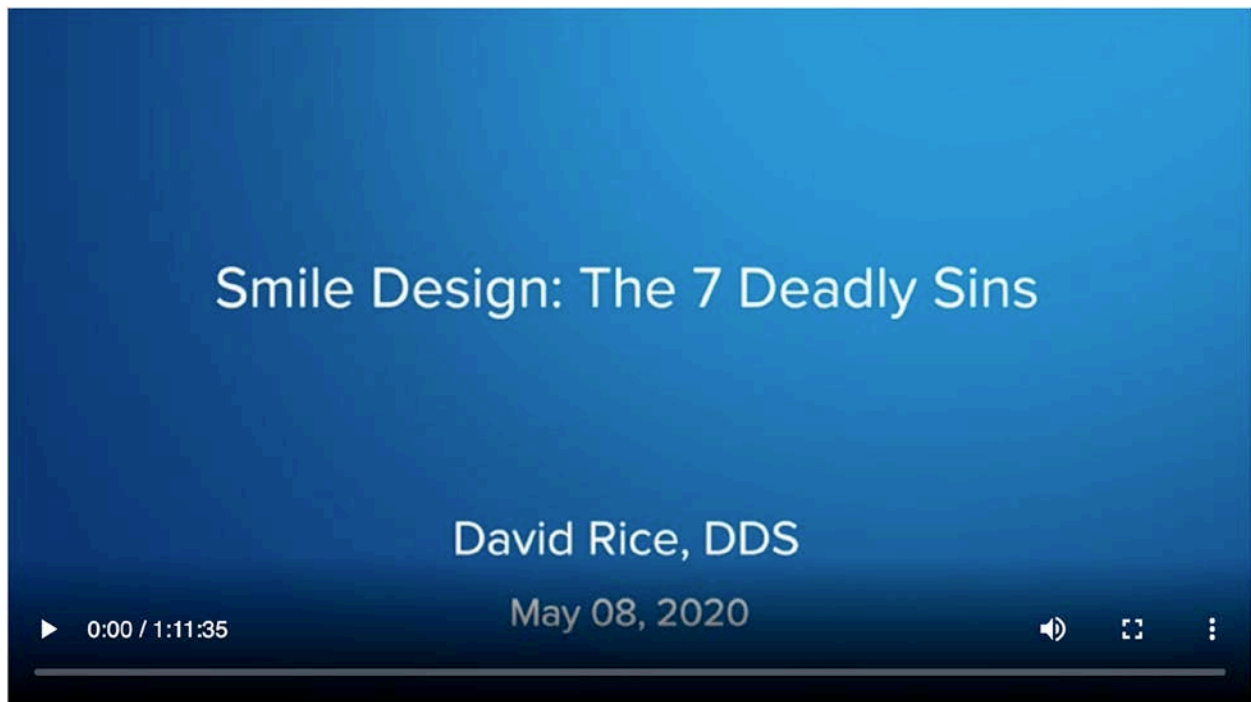 Smile Design: The 7 Deadly Sins
David Rice, DDS
May 08, 2020
0:00 / 1:11:35